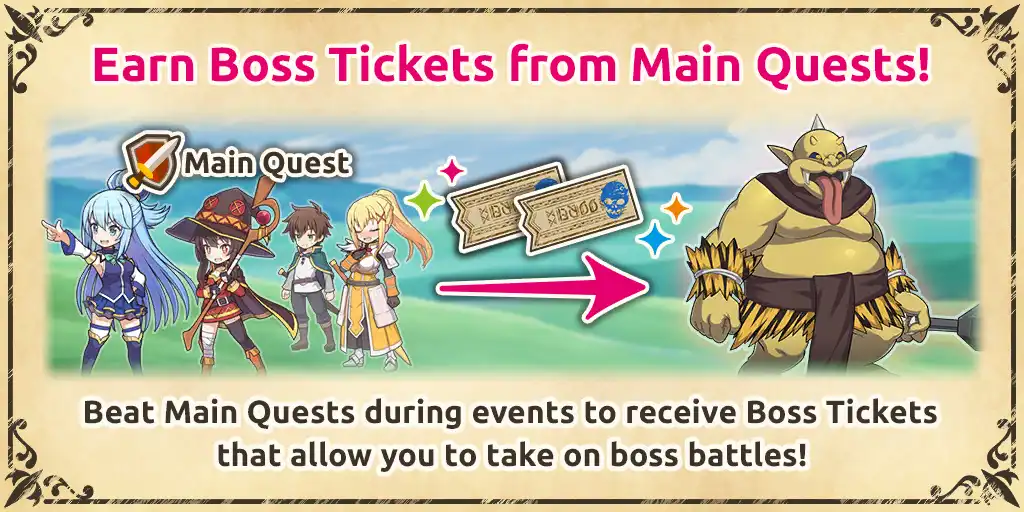 Earn Boss Tickets from Main Quests!
Main Quest
BOSS
Beat Main Quests during events to receive Boss Tickets
that allow you to take on boss battles!